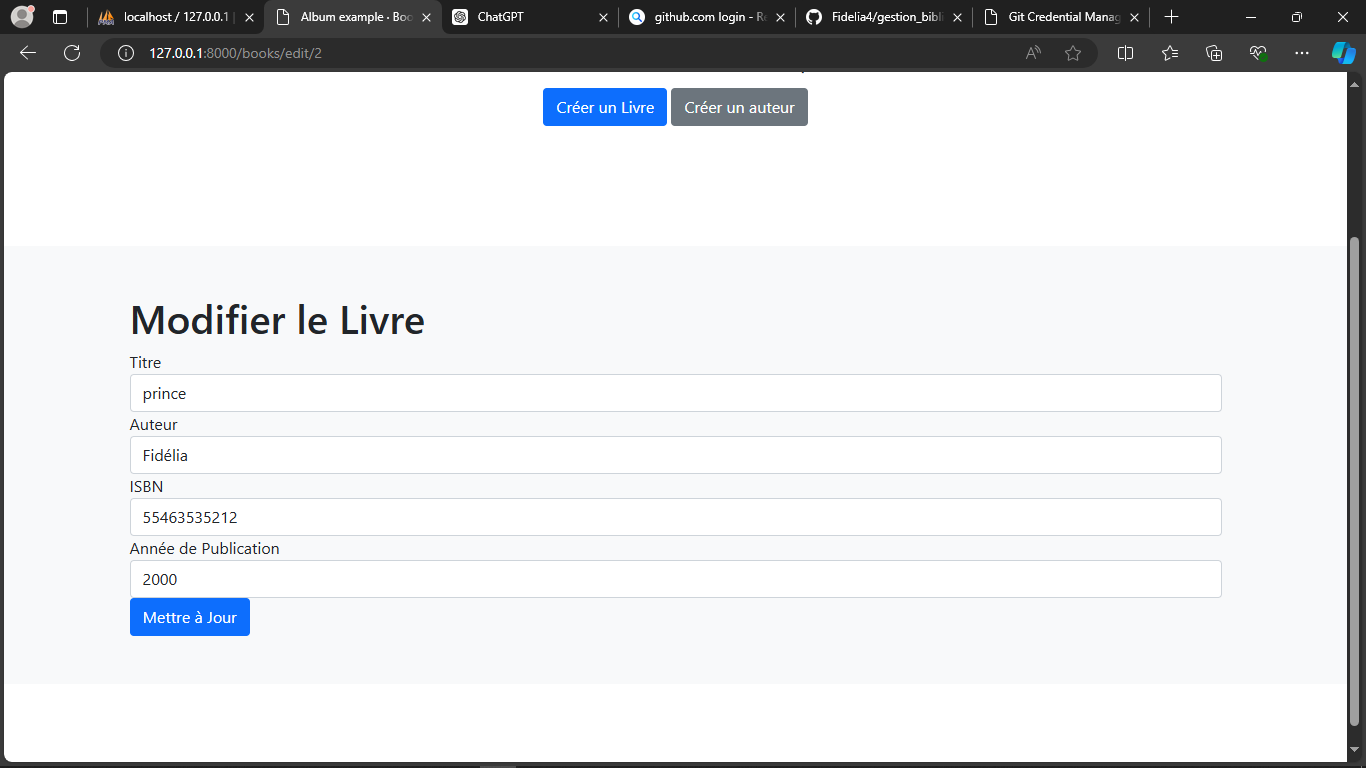 localhost / 127.0.0.1
Album example · Boo
ChatGPT
github.com login - Re
Fidelia4/gestion_bibli
Git Credential Manag
127.0.0.1:8000/books/edit/2
Créer un Livre
Créer un auteur
Modifier le Livre
Titre
prince
Auteur
Fidélia
ISBN
55463535212
Année de Publication
2000
Mettre à Jour